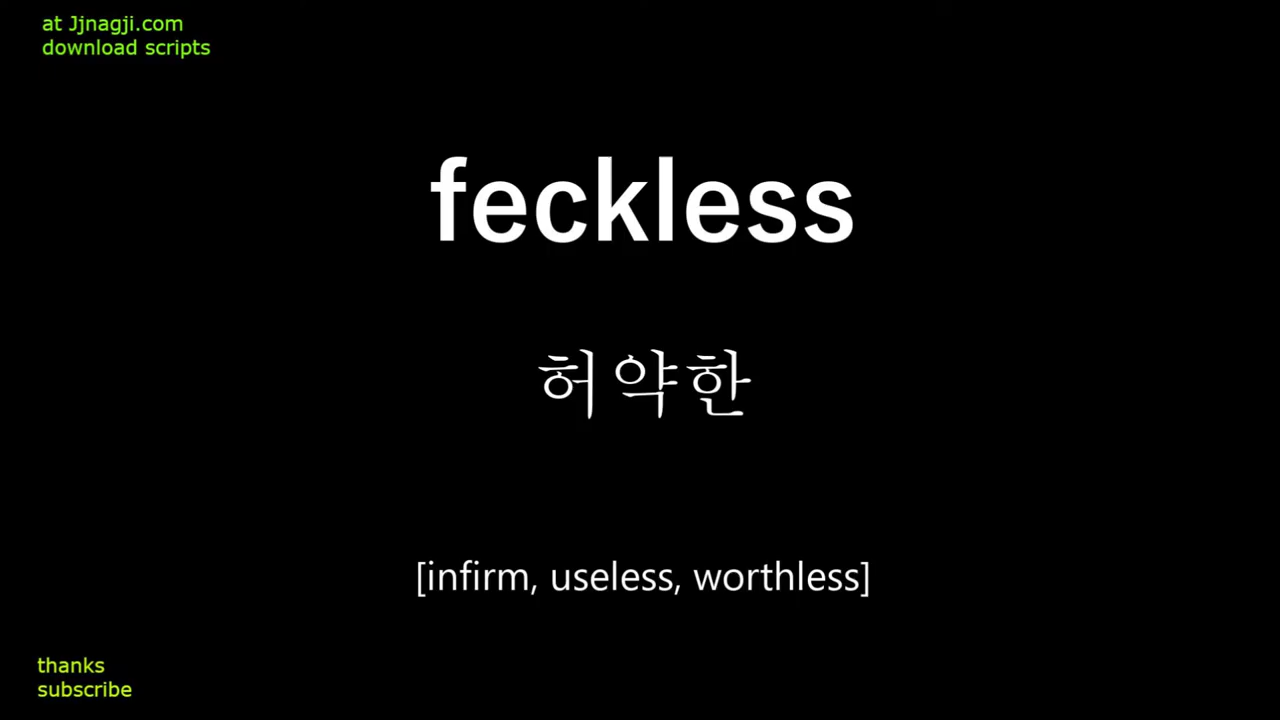 at Jjnagji.com
download scripts
feckless
허약한
[infirm, useless, worthless]
thanks
subscribe